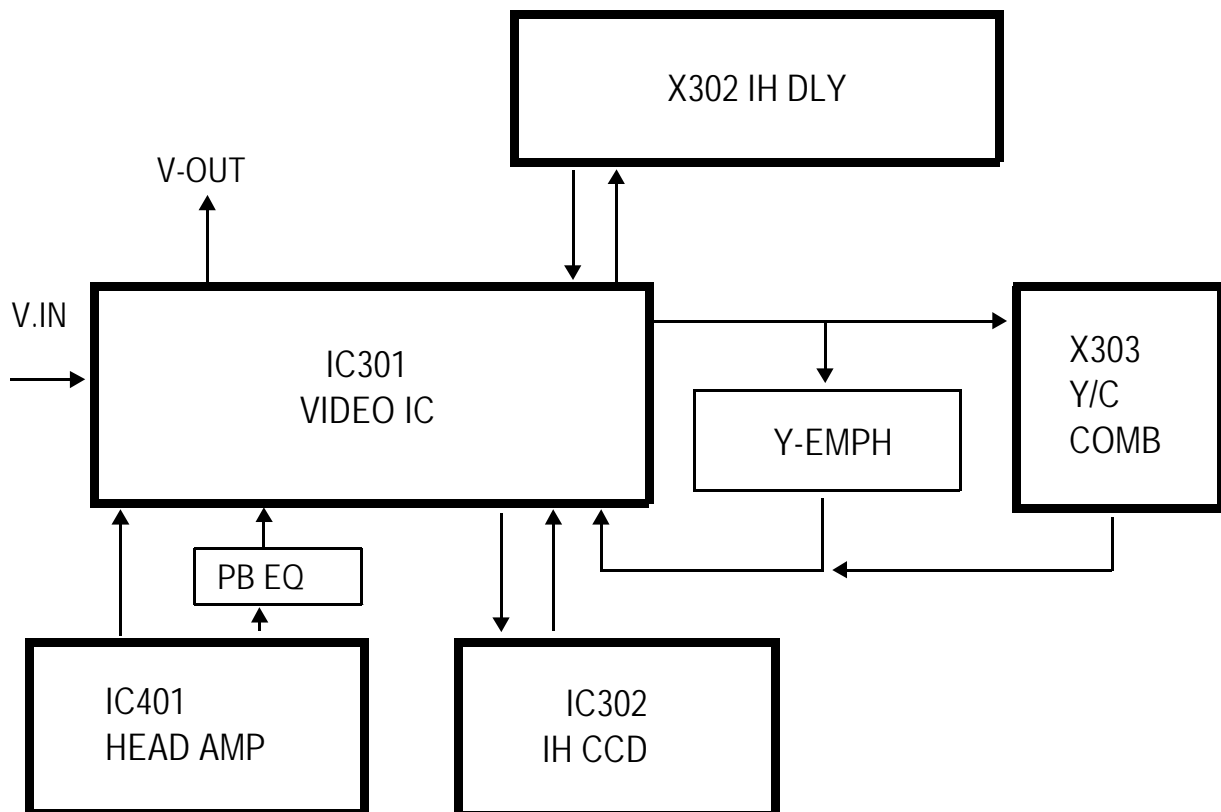 X302 IH DLY
V-OUT
V.IN
IC301
VIDEO IC
X303
Y/C
COMB
Y-EMPH
PB EQ
IC401
HEAD AMP
IC302
IH CCD